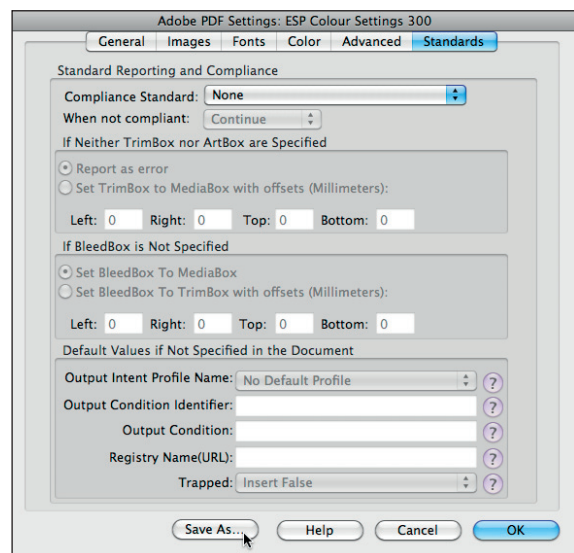 Adobe PDF Settings: ESP Colour Settings 300
General Images Fonts Color Advanced Standards
Standard Reporting and Compliance
Compliance Standard: None
When not compliant: Continue
If Neither TrimBox nor ArtBox are Specified
Report as error
Set TrimBox to MediaBox with offsets (Millimeters):
Left: 0 Right: 0 Top: 0 Bottom: 0
If BleedBox is Not Specified
Set BleedBox To MediaBox
Set BleedBox To TrimBox with offsets (Millimeters):
Left: 0 Right: 0 Top: 0 Bottom: 0
Default Values if Not Specified in the Document
Output Intent Profile Name: No Default Profile ?
Output Condition Identifier: ?
Output Condition: ?
Registry Name(URL): ?
Trapped: Insert False ?
Save As... Help Cancel OK